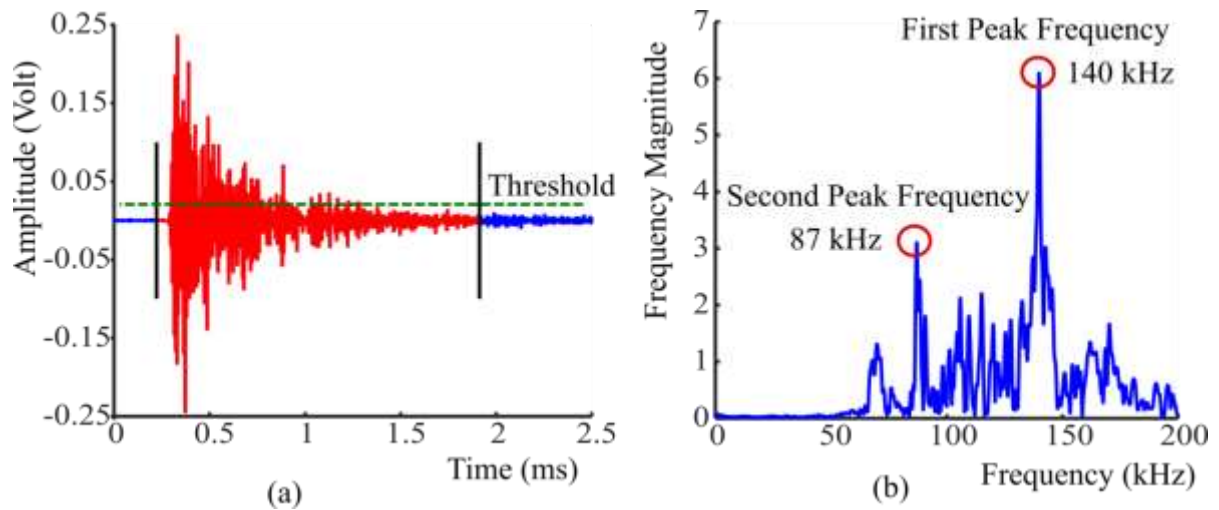 0.25
0.15
0.05
-0.05
-0.15
-0.25
Amplitude (Volt)
Threshold
0 0.5 1 1.5 2 2.5
Time (ms)
(a)
7
6
5
4
3
2
1
0
Frequency Magnitude
First Peak Frequency
140 kHz
Second Peak Frequency
87 kHz
0 50 100 150 200
Frequency (kHz)
(b)